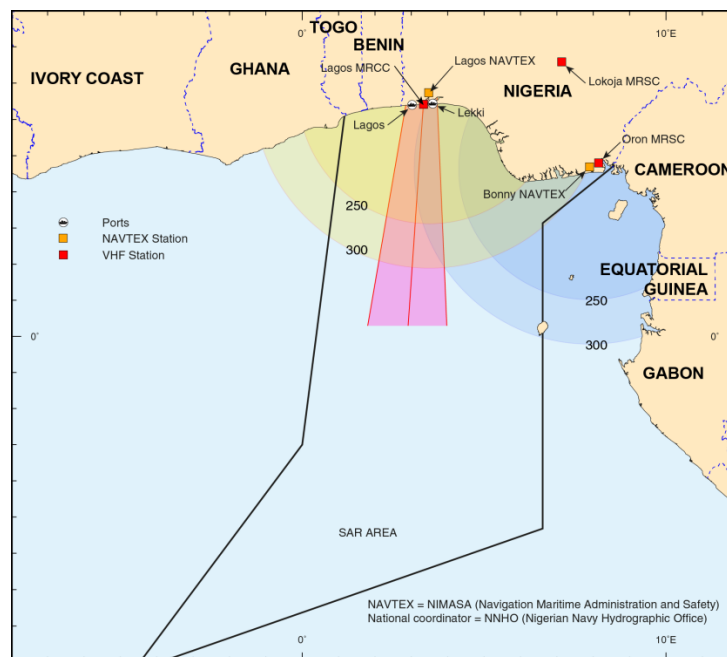 0°
10°E
TOGO
BENIN
IVORY COAST
GHANA
Lagos MRCC
Lagos NAVTEX
NIGERIA
Lokoja MRSC
Lagos
Lekki
Oron MRSC
CAMEROON
Bonny NAVTEX
250
300
Ports
NAVTEX Station
VHF Station
EQUATORIAL
GUINEA
250
300
0°
0°
GABON
SAR AREA
NAVTEX = NIMASA (Navigation Maritime Administration and Safety)
National coordinator = NNHO (Nigerian Navy Hydrographic Office)
0°
10°E